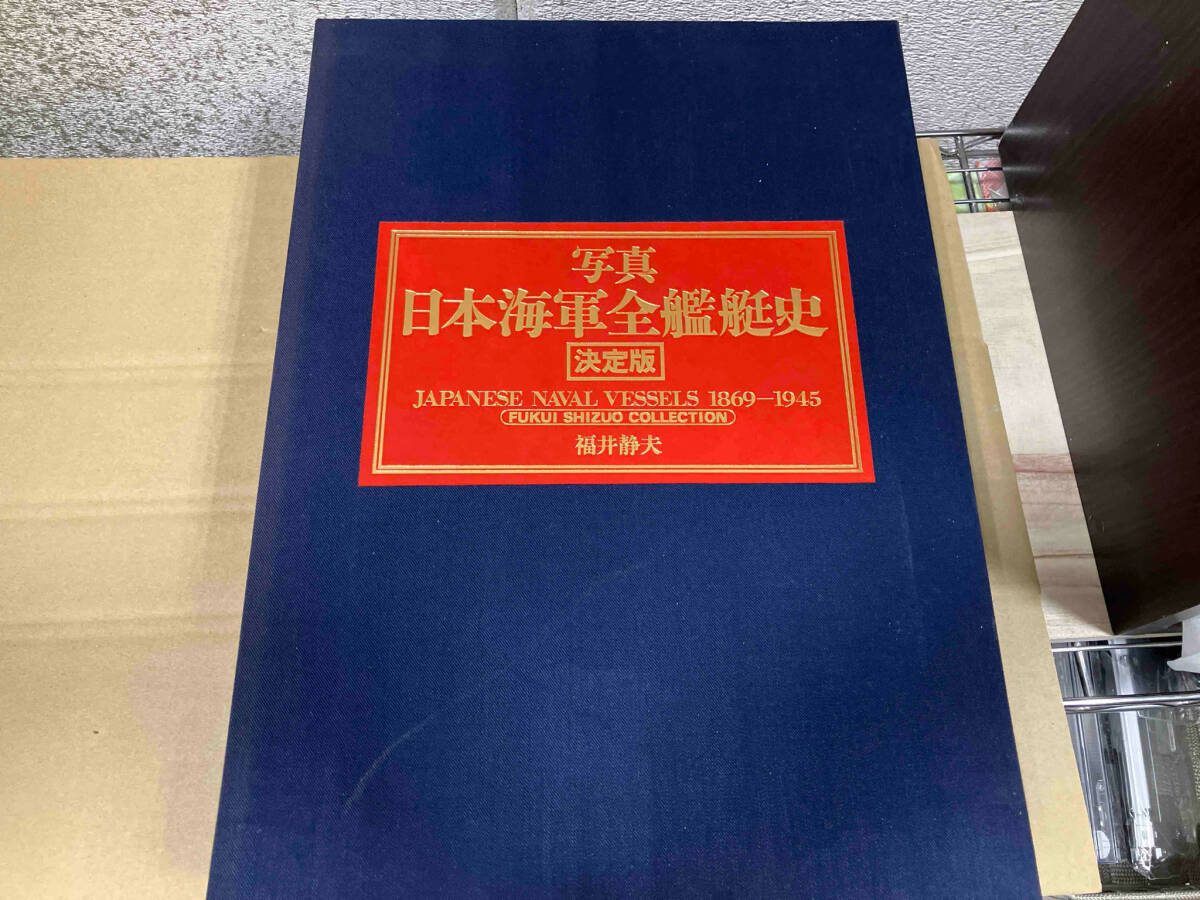 写真
日本海軍全艦艇史
決定版
JAPANESE NAVAL VESSELS 1869–1945
FUKUI SHIZUO COLLECTION
福井静夫